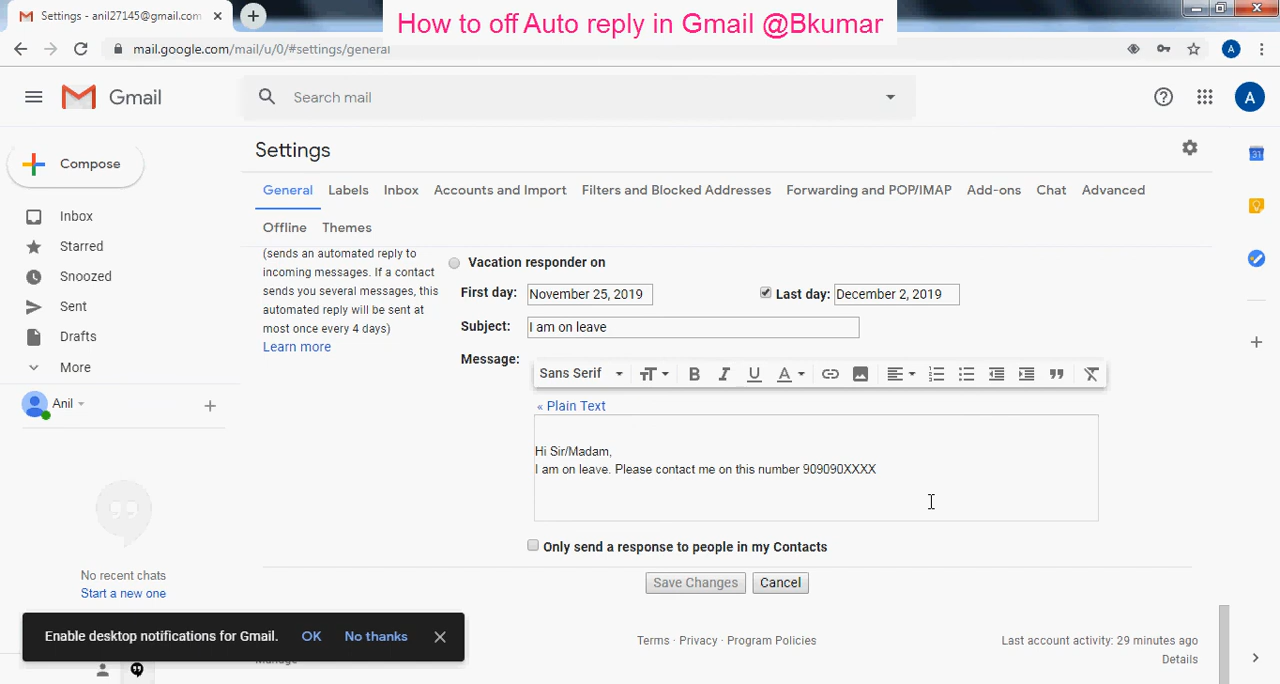 Settings - anil27145@gmail.com
How to off Auto reply in Gmail @Bkumar
mail.google.com/mail/u/0/#settings/general
A
Gmail
Search mail
A
Compose
Settings
31
General Labels Inbox Accounts and Import Filters and Blocked Addresses Forwarding and POP/IMAP Add-ons Chat Advanced
Offline Themes
Inbox
Starred
Snoozed
Sent
Drafts
More
Anil
(sends an automated reply to
incoming messages. If a contact
sends you several messages, this
automated reply will be sent at
most once every 4 days)
Learn more
Vacation responder on
First day: November 25, 2019 Last day: December 2, 2019
Subject: I am on leave
Message:
Sans Serif
« Plain Text
Hi Sir/Madam,
I am on leave. Please contact me on this number 909090XXXX
Only send a response to people in my Contacts
Save Changes Cancel
No recent chats
Start a new one
Enable desktop notifications for Gmail. OK No thanks
Manage
Terms · Privacy · Program Policies
Last account activity: 29 minutes ago
Details